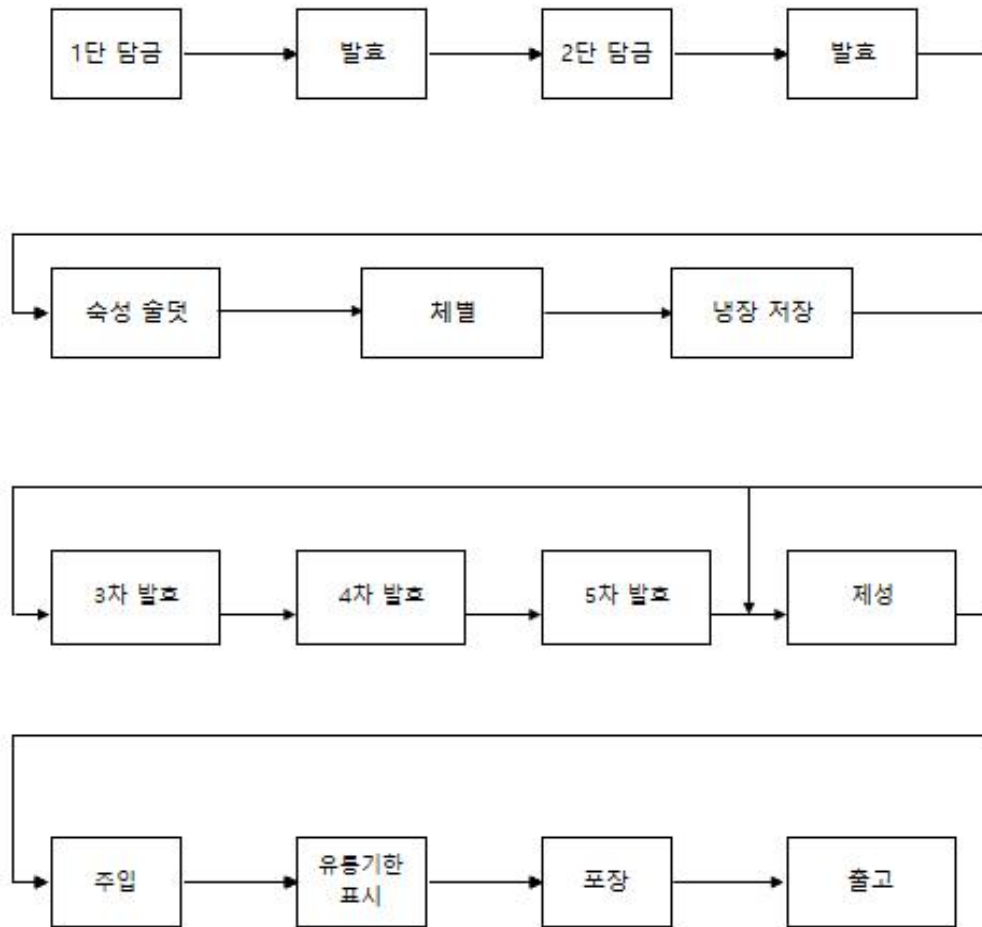 1단 담금
발효
2단 담금
발효
숙성 술덧
체별
냉장 저장
3차 발효
4차 발효
5차 발효
제성
주입
유통기한
표시
포장
출고